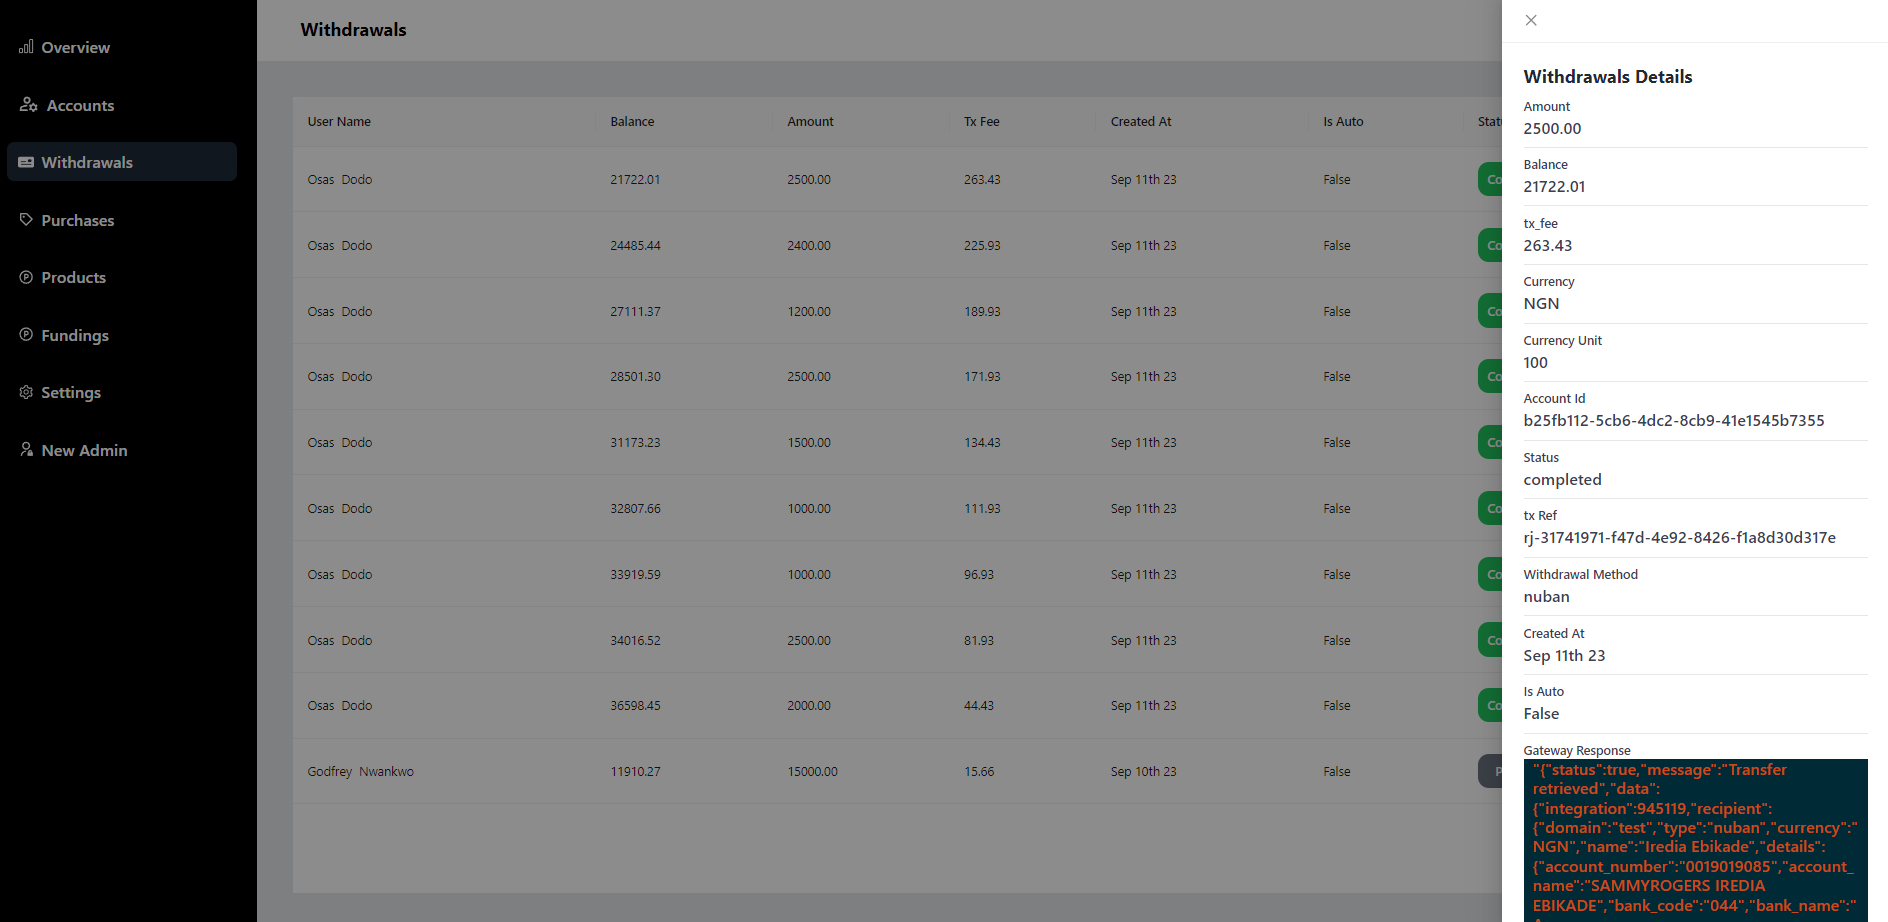 Overview
Accounts
Withdrawals
Purchases
Products
Fundings
Settings
New Admin
Withdrawals
User Name Balance Amount Tx Fee Created At Is Auto Stat
Osas Dodo 21722.01 2500.00 263.43 Sep 11th 23 False Co
Osas Dodo 24485.44 2400.00 225.93 Sep 11th 23 False Co
Osas Dodo 27111.37 1200.00 189.93 Sep 11th 23 False Co
Osas Dodo 28501.30 2500.00 171.93 Sep 11th 23 False Co
Osas Dodo 31173.23 1500.00 134.43 Sep 11th 23 False Co
Osas Dodo 32807.66 1000.00 111.93 Sep 11th 23 False Co
Osas Dodo 33919.59 1000.00 96.93 Sep 11th 23 False Co
Osas Dodo 34016.52 2500.00 81.93 Sep 11th 23 False Co
Osas Dodo 36598.45 2000.00 44.43 Sep 11th 23 False Co
Godfrey Nwankwo 11910.27 15000.00 15.66 Sep 10th 23 False P
Withdrawals Details
Amount
2500.00
Balance
21722.01
tx_fee
263.43
Currency
NGN
Currency Unit
100
Account Id
b25fb112-5cb6-4dc2-8cb9-41e1545b7355
Status
completed
tx Ref
rj-31741971-f47d-4e92-8426-f1a8d30d317e
Withdrawal Method
nuban
Created At
Sep 11th 23
Is Auto
False
Gateway Response
"{"status":true,"message":"Transfer
retrieved","data":
{"integration":945119,"recipient":
{"domain":"test","type":"nuban","currency":"
NGN","name":"Iredia Ebikade","details":
{"account_number":"0019019085","account_
name":"SAMMYROGERS IREDIA
EBIKADE","bank_code":"044","bank_name":"